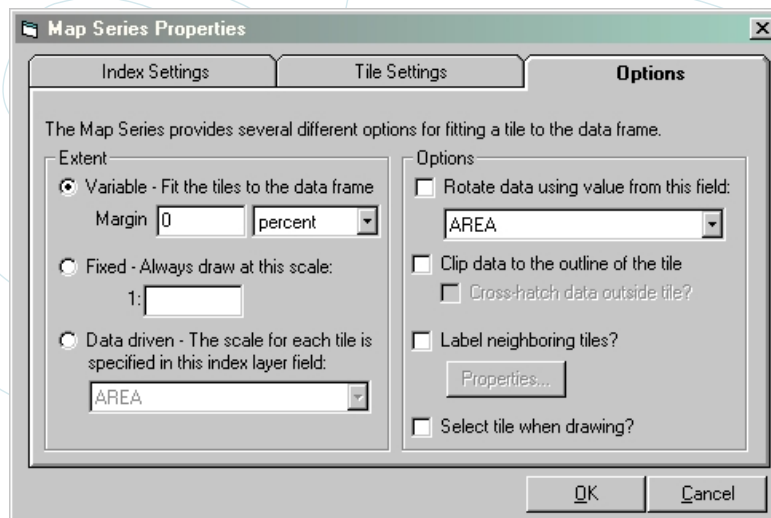 Map Series Properties
Index Settings
Tile Settings
Options
The Map Series provides several different options for fitting a tile to the data frame.
Extent
Variable - Fit the tiles to the data frame
Margin 0 percent
Fixed - Always draw at this scale:
1:
Data driven - The scale for each tile is
specified in this index layer field:
AREA
Options
Rotate data using value from this field:
AREA
Clip data to the outline of the tile
Cross-hatch data outside tile?
Label neighboring tiles?
Properties...
Select tile when drawing?
OK
Cancel